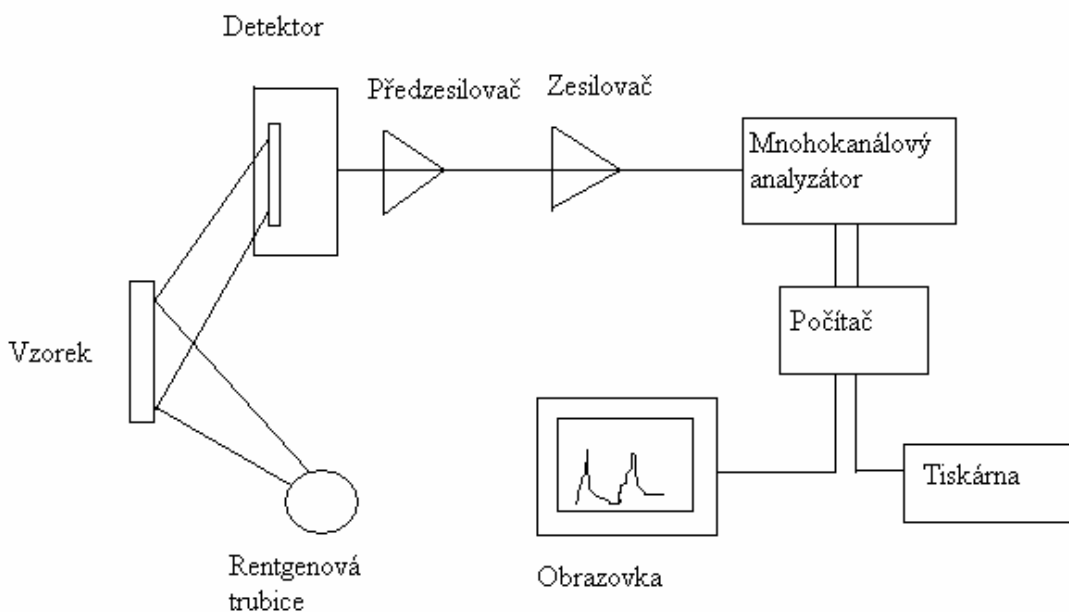 Detektor
Předzesilovač
Zesilovač
Mnohokanálový
analyzátor
Počítač
Vzorek
Tiskárna
Rentgenová
trubice
Obrazovka